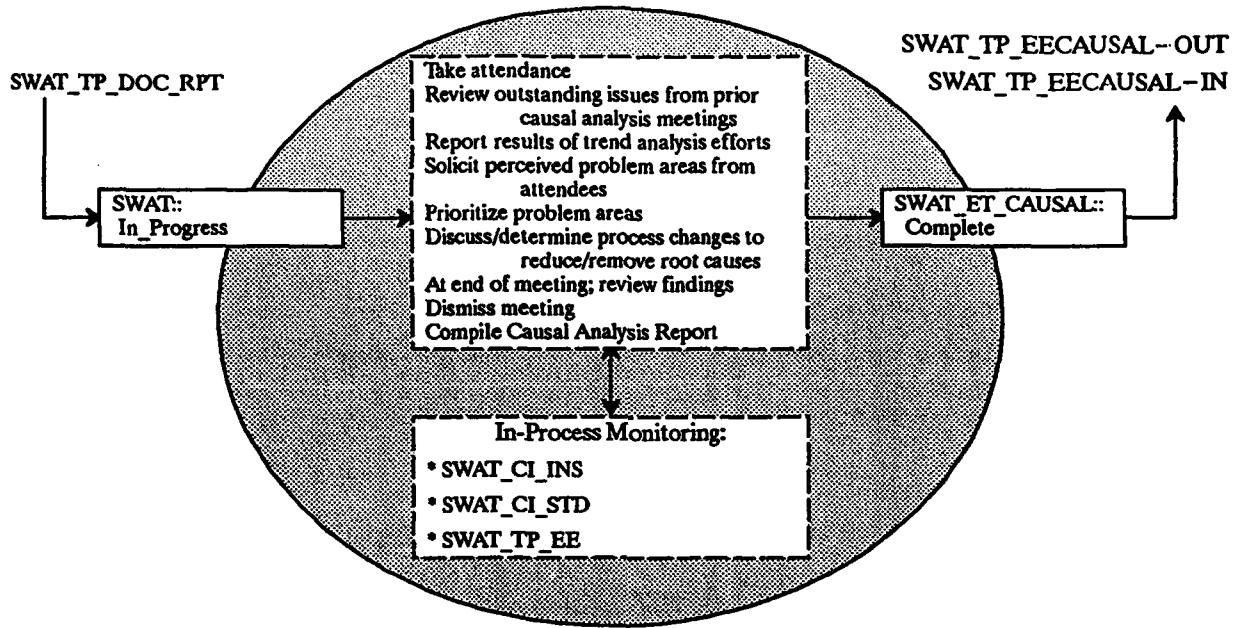 SWAT_TP_EECAUSAL-OUT
SWAT_TP_EECAUSAL-IN
SWAT_TP_DOC_RPT
Take attendance
Review outstanding issues from prior
causal analysis meetings
Report results of trend analysis efforts
Solicit perceived problem areas from
attendees
Prioritize problem areas
Discuss/determine process changes to
reduce/remove root causes
At end of meeting; review findings
Dismiss meeting
Compile Causal Analysis Report
SWAT::
In_Progress
SWAT_ET_CAUSAL::
Complete
In-Process Monitoring:
* SWAT_CI_INS
* SWAT_CI_STD
* SWAT_TP_EE